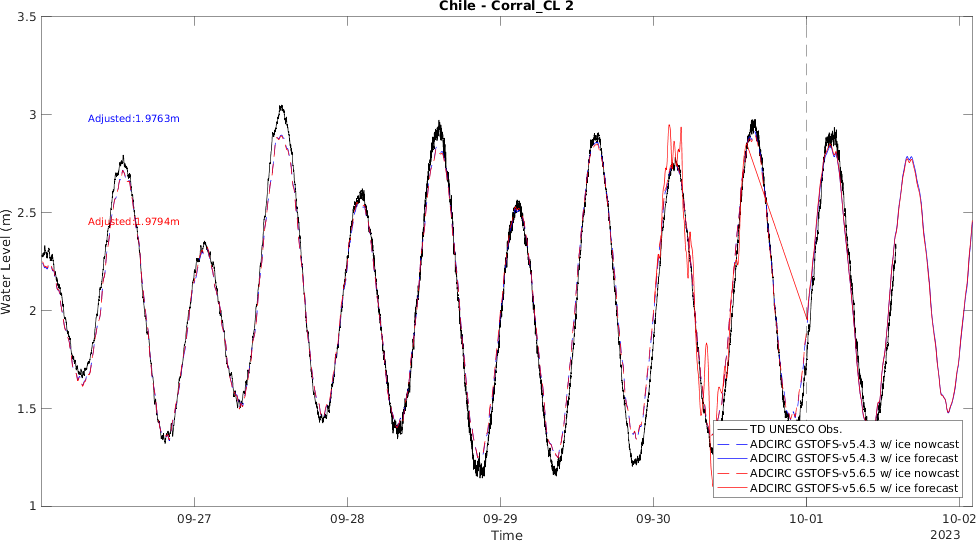 Chile - Corral_CL 2
3.5
3
2.5
2
1.5
1
Water Level (m)
Adjusted:1.9763m
Adjusted:1.9794m
TD UNESCO Obs.
ADCIRC GSTOFS-v5.4.3 w/ ice nowcast
ADCIRC GSTOFS-v5.4.3 w/ ice forecast
ADCIRC GSTOFS-v5.6.5 w/ ice nowcast
ADCIRC GSTOFS-v5.6.5 w/ ice forecast
09-27
09-28
09-29
09-30
10-01
10-02
Time
2023